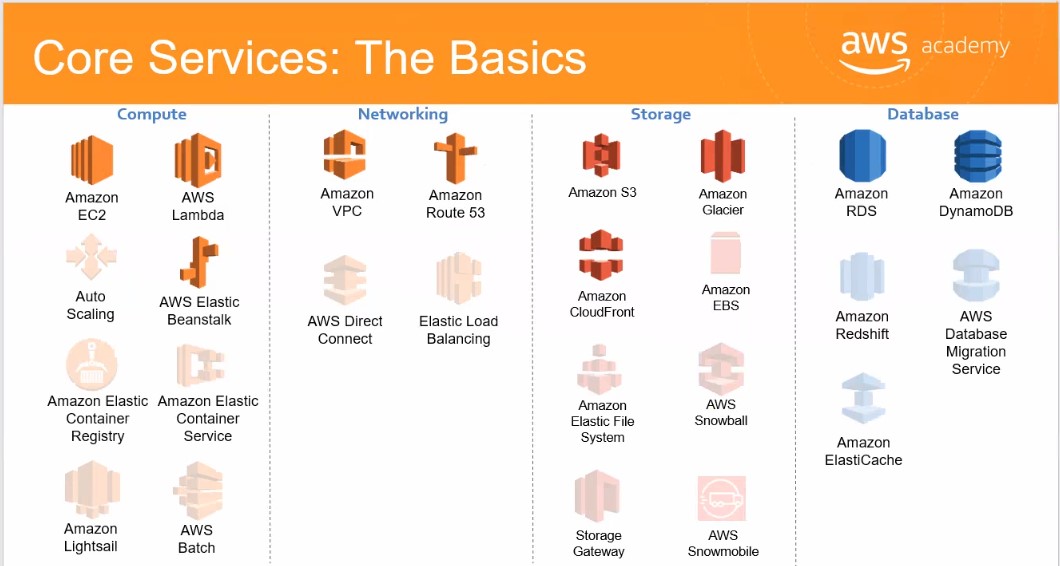 Core Services: The Basics
aws academy
Compute
Amazon
EC2
AWS
Lambda
Auto
Scaling
AWS Elastic
Beanstalk
Amazon Elastic
Container
Registry
Amazon Elastic
Container
Service
Amazon
Lightsail
AWS
Batch
Networking
Amazon
VPC
Amazon
Route 53
AWS Direct
Connect
Elastic Load
Balancing
Storage
Amazon S3
Amazon
Glacier
Amazon
CloudFront
Amazon
EBS
Amazon
Elastic File
System
AWS
Snowball
Storage
Gateway
AWS
Snowmobile
Database
Amazon
RDS
Amazon
DynamoDB
Amazon
Redshift
AWS
Database
Migration
Service
Amazon
ElastiCache